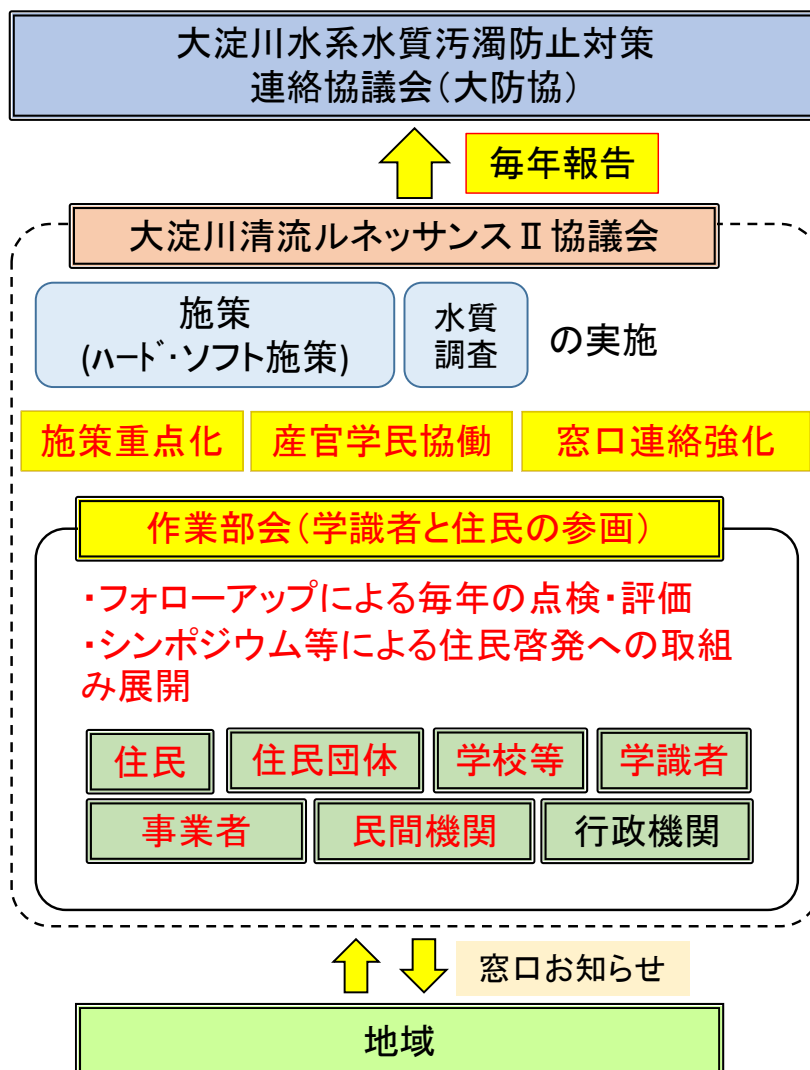 大淀川水系水質汚濁防止対策
連絡協議会(大防協)
毎年報告
大淀川清流ルネッサンスⅡ協議会
施策
(ハード・ソフト施策)
水質
調査
の実施
施策重点化
産官学民協働
窓口連絡強化
作業部会(学識者と住民の参画)
・フォローアップによる毎年の点検・評価
・シンポジウム等による住民啓発への取組
み展開
住民
住民団体
学校等
学識者
事業者
民間機関
行政機関
窓口お知らせ
地域